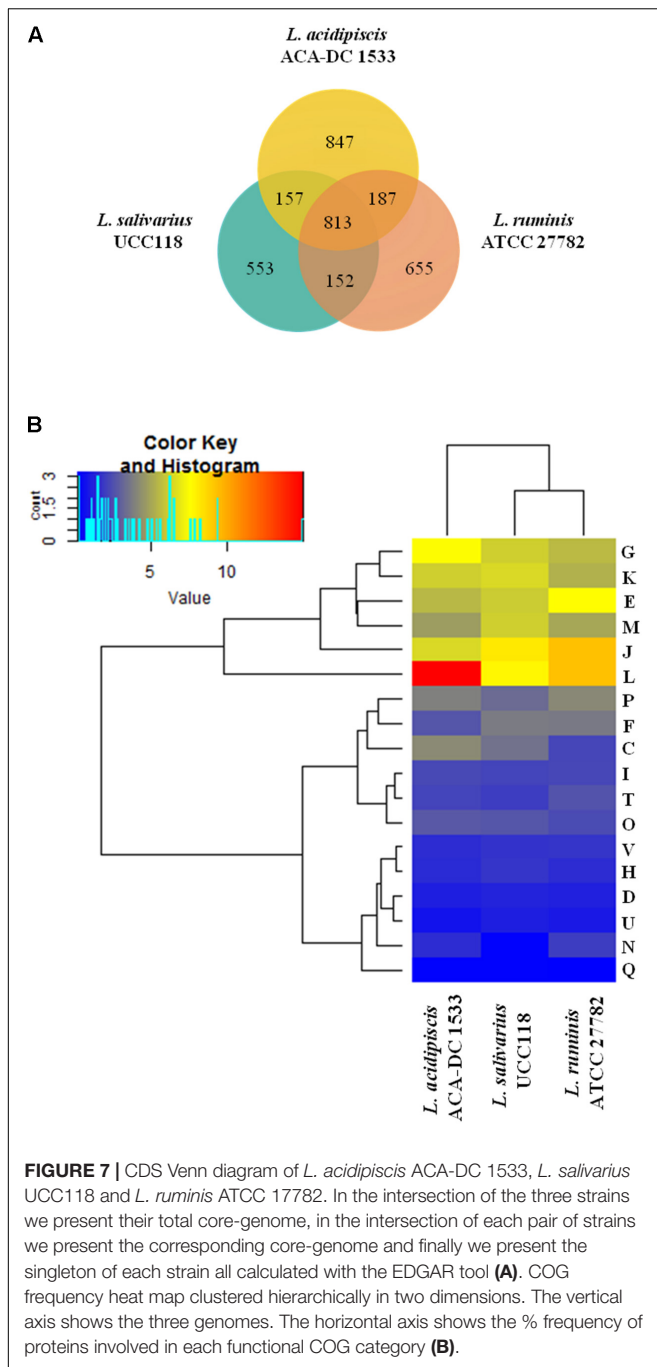 A
L. acidipiscis
ACA-DC 1533
847
157
187
813
L. salivarius
UCC118
L. ruminis
ATCC 27782
553
152
655
B
Color Key
and Histogram
Count
0 1.5 3
5 10
Value
G
K
E
M
J
L
P
F
C
I
T
O
V
H
D
U
N
Q
L. acidipiscis
ACA-DC 1533
L. salivarius
UCC118
L. ruminis
ATCC 27782
FIGURE 7 | CDS Venn diagram of L. acidipiscis ACA-DC 1533, L. salivarius
UCC118 and L. ruminis ATCC 17782. In the intersection of the three strains
we present their total core-genome, in the intersection of each pair of strains
we present the corresponding core-genome and finally we present the
singleton of each strain all calculated with the EDGAR tool (A). COG
frequency heat map clustered hierarchically in two dimensions. The vertical
axis shows the three genomes. The horizontal axis shows the % frequency of
proteins involved in each functional COG category (B).